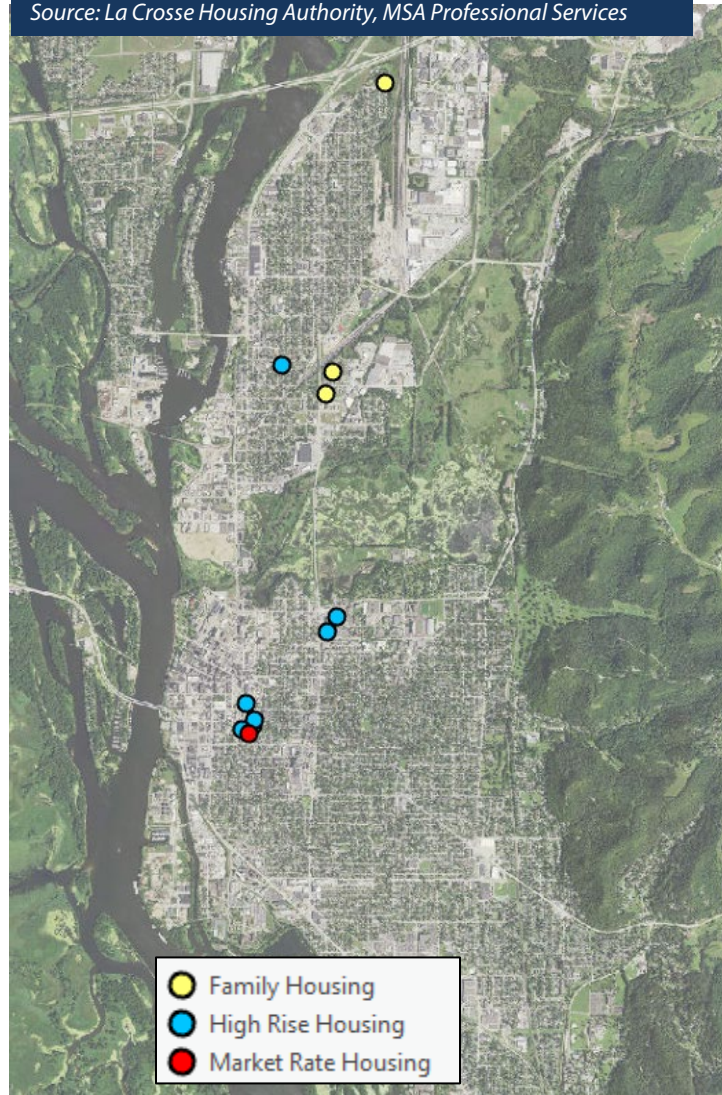 Source: La Crosse Housing Authority, MSA Professional Services
Family Housing
High Rise Housing
Market Rate Housing